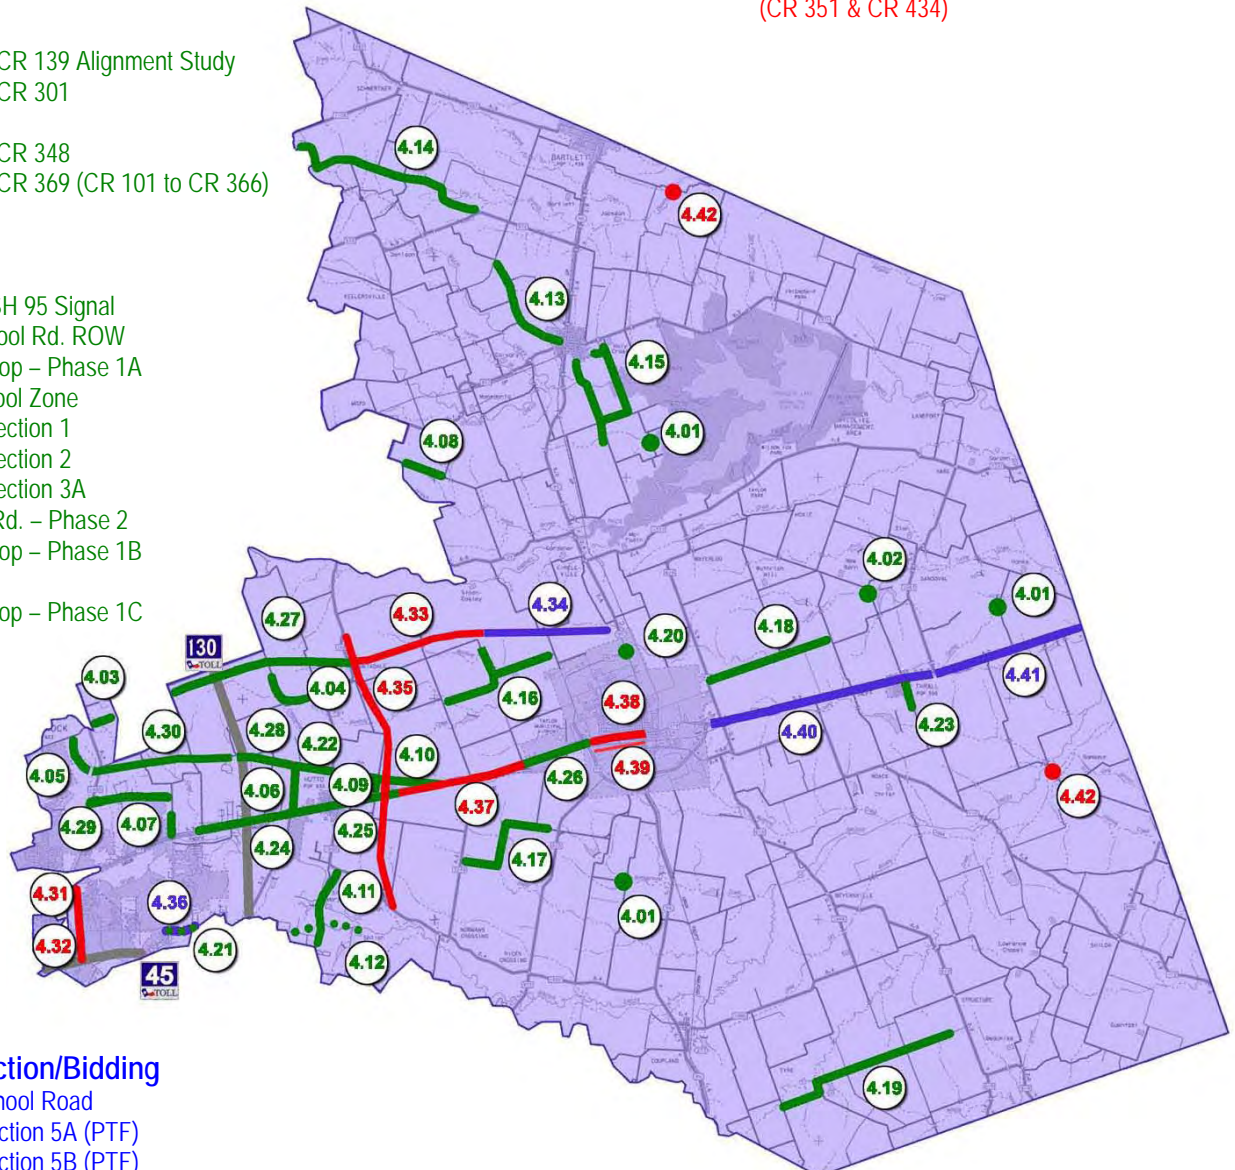 (CR 351 & CR 434)
CR 139 Alignment Study
CR 301
CR 348
CR 369 (CR 101 to CR 366)
SH 95 Signal
ool Rd. ROW
op – Phase 1A
ool Zone
ection 1
ection 2
ection 3A
Rd. – Phase 2
op – Phase 1B
op – Phase 1C
SCHWERTNER
4.14
BARTLETT
4.42
4.13
4.15
4.01
4.08
4.02
4.01
4.27
4.33
4.34
4.20
4.18
130
TOLL
4.03
4.04
4.35
4.16
4.38
4.41
4.30
4.28
4.22
4.10
4.40
4.23
4.05
4.06
4.09
4.26
4.39
4.42
4.29
4.07
4.24
4.25
4.37
4.17
4.31
4.36
4.11
4.01
4.32
4.21
4.12
45
TOLL
COUPLAND
4.19
ction/Bidding
hool Road
ction 5A (PTF)
ction 5B (PTF)